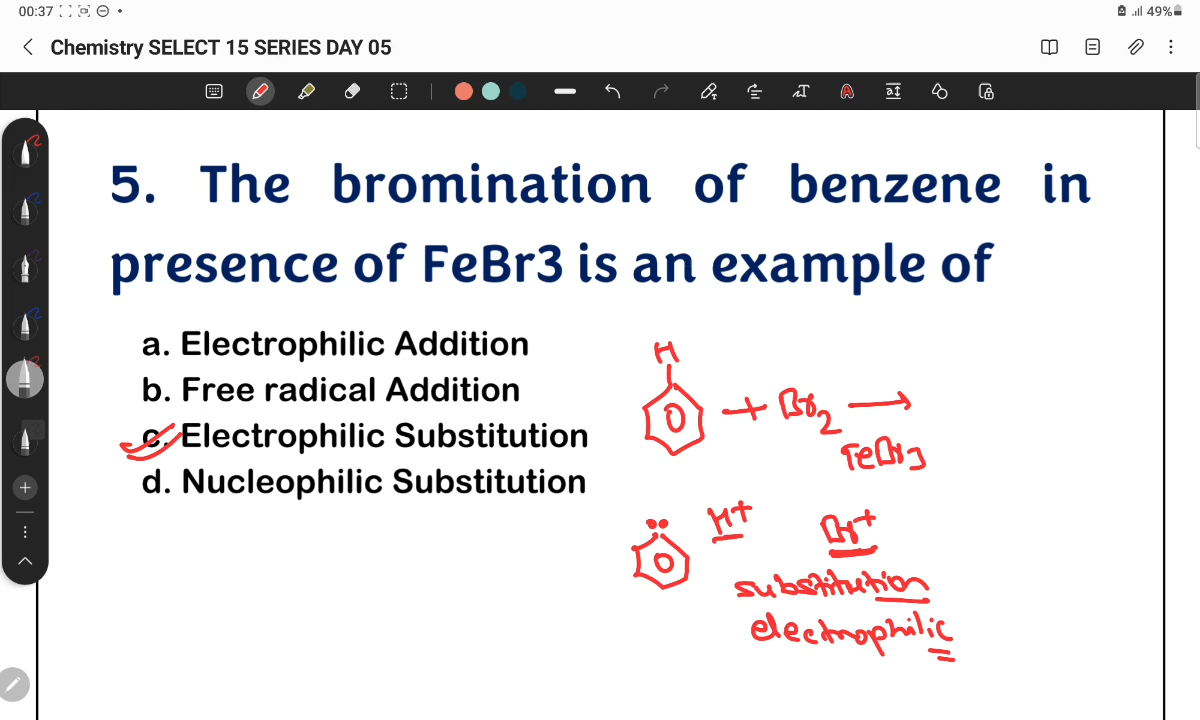 00:37
49%
Chemistry SELECT 15 SERIES DAY 05
5. The bromination of benzene in
presence of FeBr3 is an example of
a. Electrophilic Addition
b. Free radical Addition
c. Electrophilic Substitution
d. Nucleophilic Substitution
H
+ Br2
FeBr3
H+ Br+
substitution
electrophilic